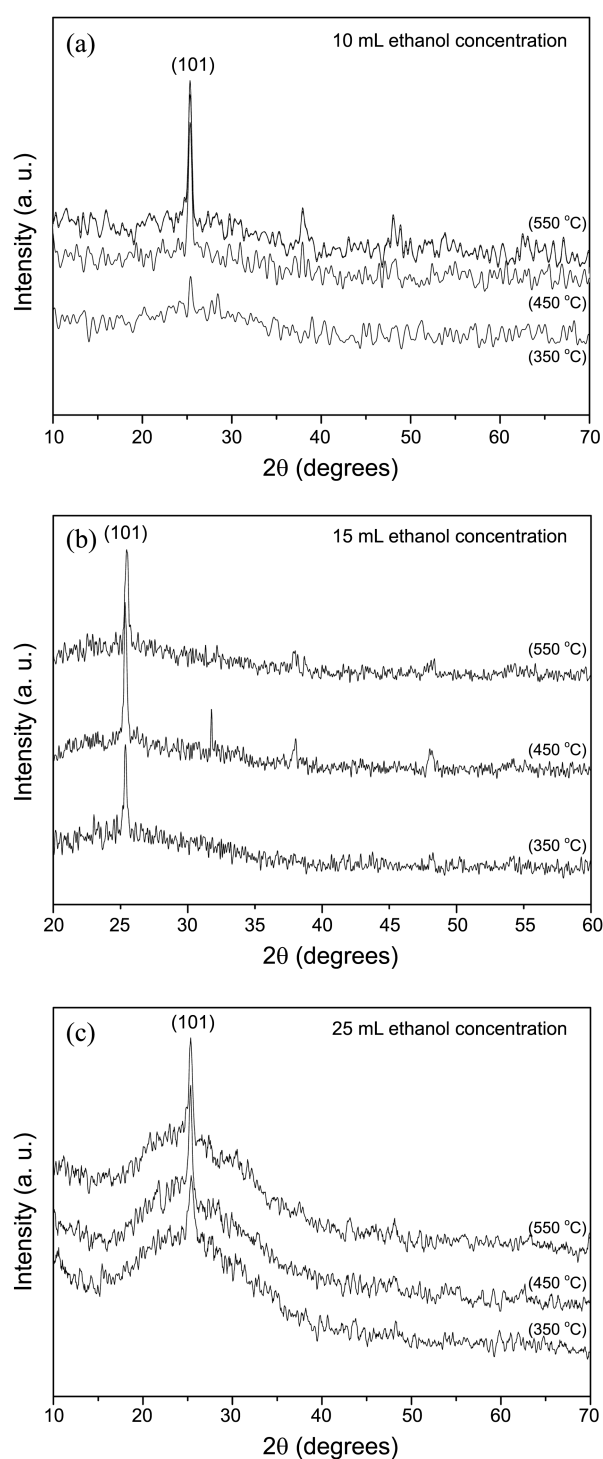 (a) 10 mL ethanol concentration
(101)
Intensity (a. u.)
(550 °C)
(450 °C)
(350 °C)
10 20 30 40 50 60 70
2θ (degrees)
(b) 15 mL ethanol concentration
(101)
Intensity (a. u.)
(550 °C)
(450 °C)
(350 °C)
20 25 30 35 40 45 50 55 60
2θ (degrees)
(c) 25 mL ethanol concentration
(101)
Intensity (a. u.)
(550 °C)
(450 °C)
(350 °C)
10 20 30 40 50 60 70
2θ (degrees)